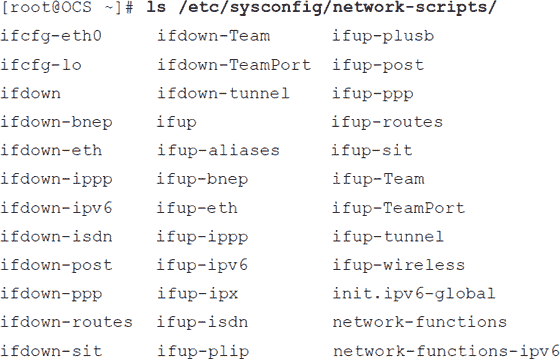 [root@OCS ~]# ls /etc/sysconfig/network-scripts/
ifcfg-eth0 ifdown-Team ifup-plusb
ifcfg-lo ifdown-TeamPort ifup-post
ifdown ifdown-tunnel ifup-ppp
ifdown-bnep ifup ifup-routes
ifdown-eth ifup-aliases ifup-sit
ifdown-ippp ifup-bnep ifup-Team
ifdown-ipv6 ifup-eth ifup-TeamPort
ifdown-isdn ifup-ippp ifup-tunnel
ifdown-post ifup-ipv6 ifup-wireless
ifdown-ppp ifup-ipx init.ipv6-global
ifdown-routes ifup-isdn network-functions
ifdown-sit ifup-plip network-functions-ipv6